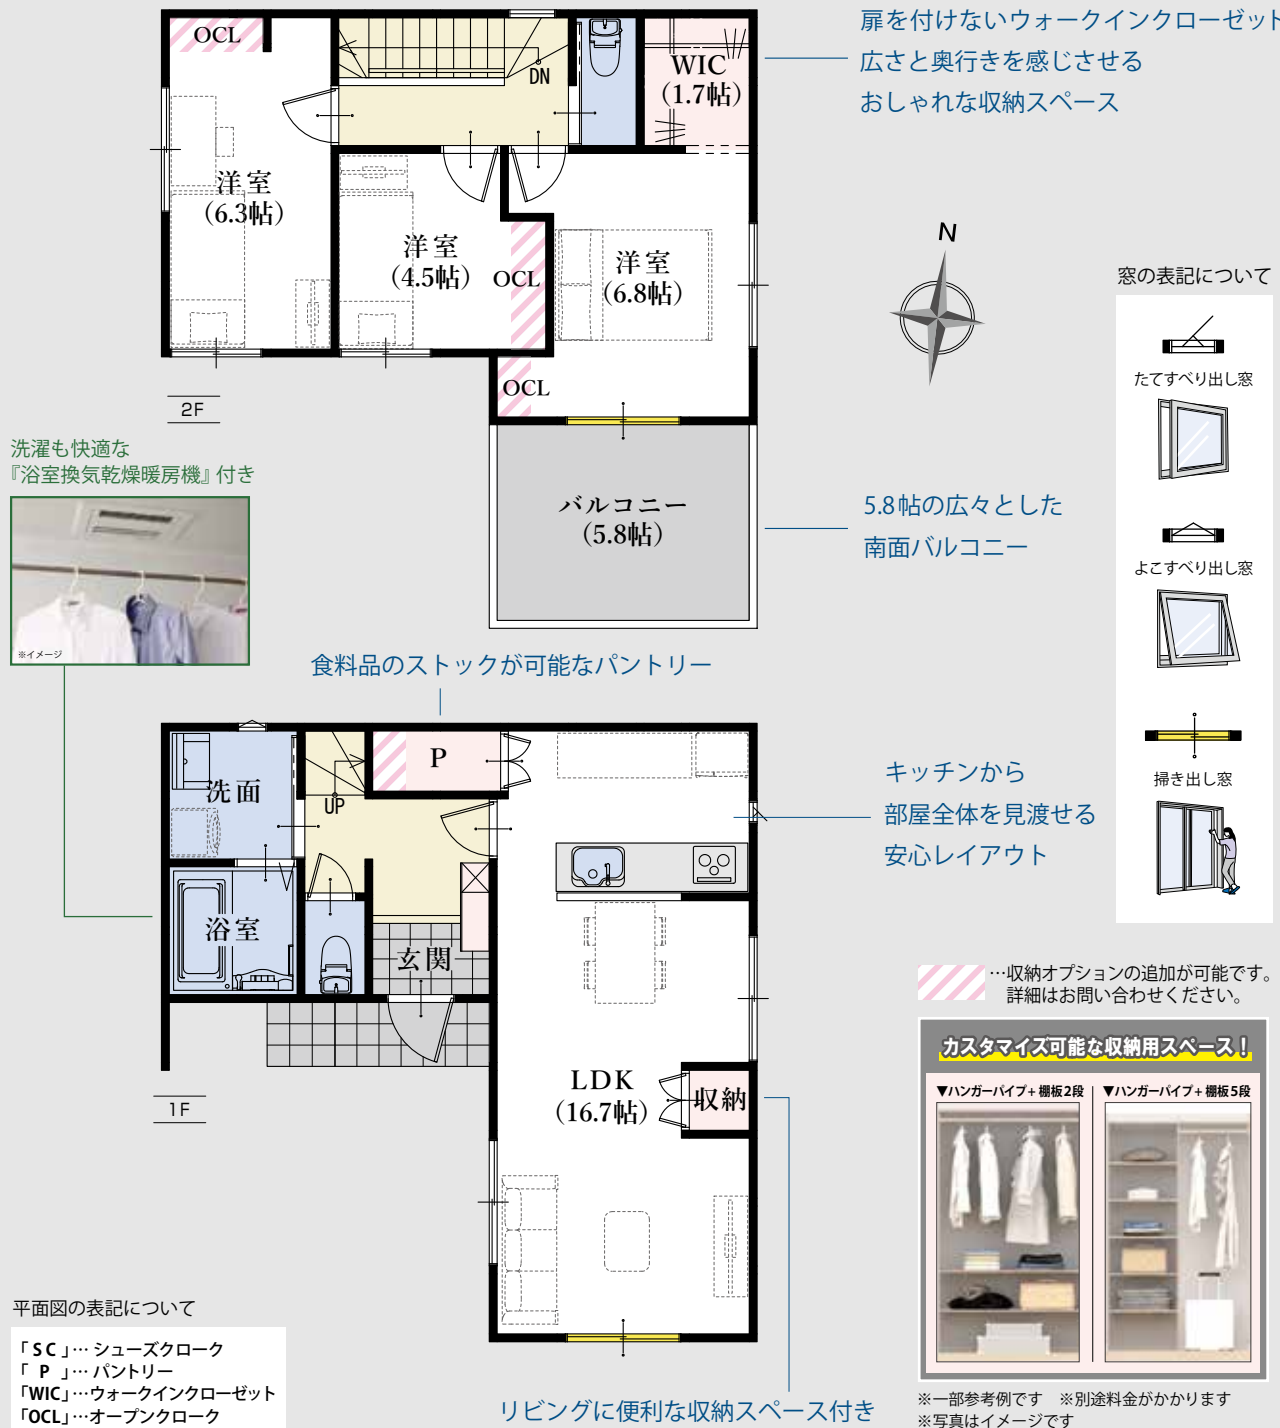 扉を付けないウォークインクローゼット
広さと奥行きを感じさせる
おしゃれな収納スペース
OCL
DN
WIC
(1.7帖)
洋室
(6.3帖)
洋室
(4.5帖)
OCL
洋室
(6.8帖)
OCL
2F
N
窓の表記について
たてすべり出し窓
よこすべり出し窓
掃き出し窓
洗濯も快適な
『浴室換気乾燥暖房機』付き
※イメージ
バルコニー
(5.8帖)
5.8帖の広々とした
南面バルコニー
食料品のストックが可能なパントリー
P
洗面
UP
浴室
玄関
キッチンから
部屋全体を見渡せる
安心レイアウト
LDK
(16.7帖)
収納
1F
…収納オプションの追加が可能です。
詳細はお問い合わせください。
カスタマイズ可能な収納用スペース！
▼ハンガーパイプ+棚板2段
▼ハンガーパイプ+棚板5段
※一部参考例です ※別途料金がかかります
※写真はイメージです
平面図の表記について
「SC」… シューズクローク
「P」… パントリー
「WIC」…ウォークインクローゼット
「OCL」…オープンクローク
リビングに便利な収納スペース付き